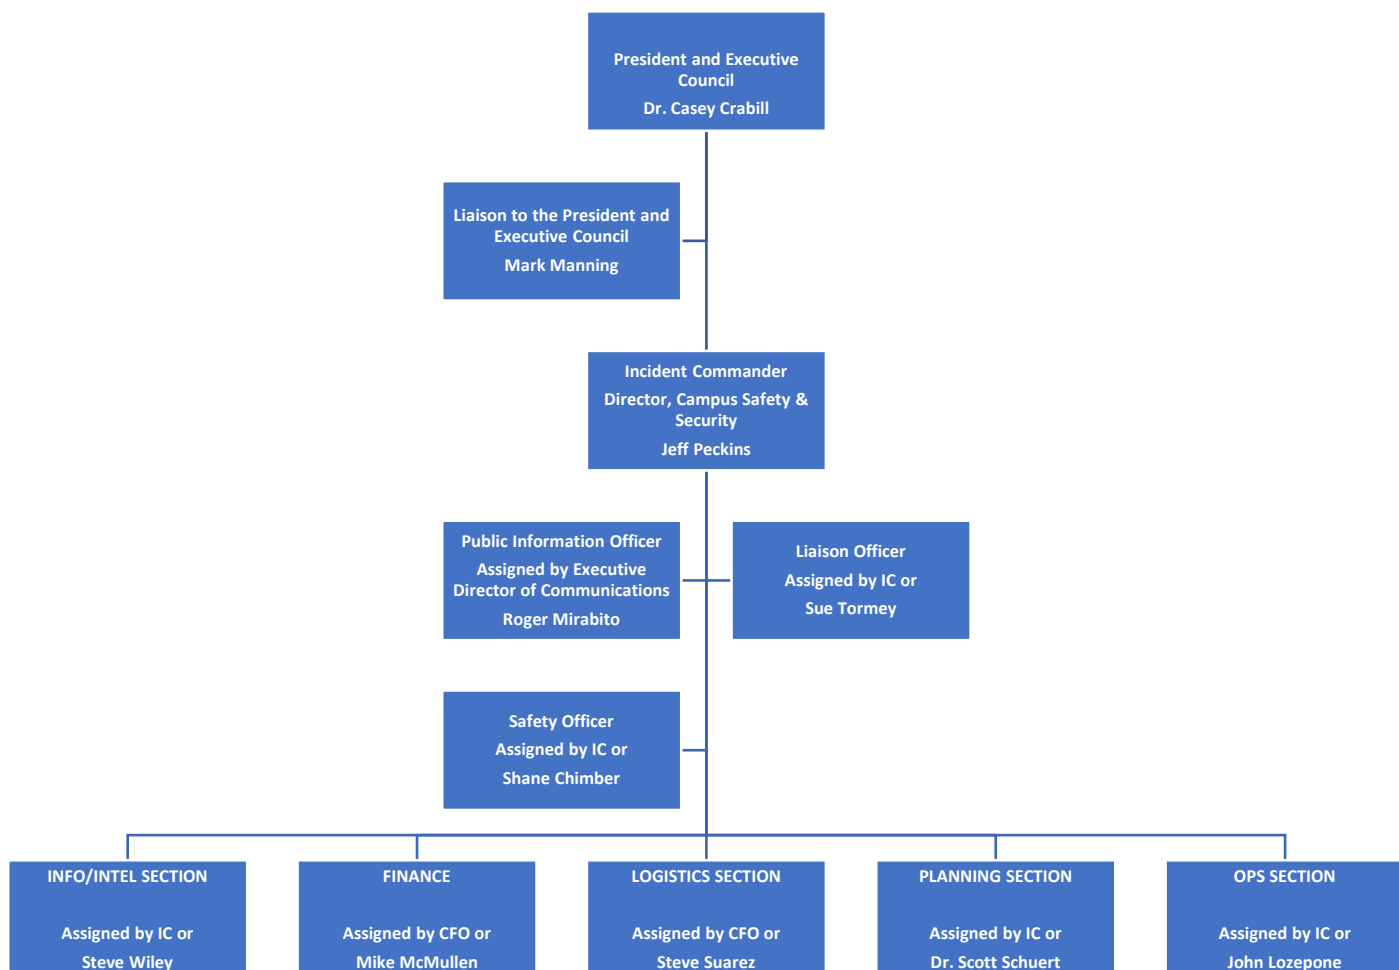 President and Executive
Council
Dr. Casey Crabill
Liaison to the President and
Executive Council
Mark Manning
Incident Commander
Director, Campus Safety &
Security
Jeff Peckins
Public Information Officer
Assigned by Executive
Director of Communications
Roger Mirabito
Liaison Officer
Assigned by IC or
Sue Tormey
Safety Officer
Assigned by IC or
Shane Chimber
INFO/INTEL SECTION
Assigned by IC or
Steve Wiley
FINANCE
Assigned by CFO or
Mike McMullen
LOGISTICS SECTION
Assigned by CFO or
Steve Suarez
PLANNING SECTION
Assigned by IC or
Dr. Scott Schuert
OPS SECTION
Assigned by IC or
John Lozepone